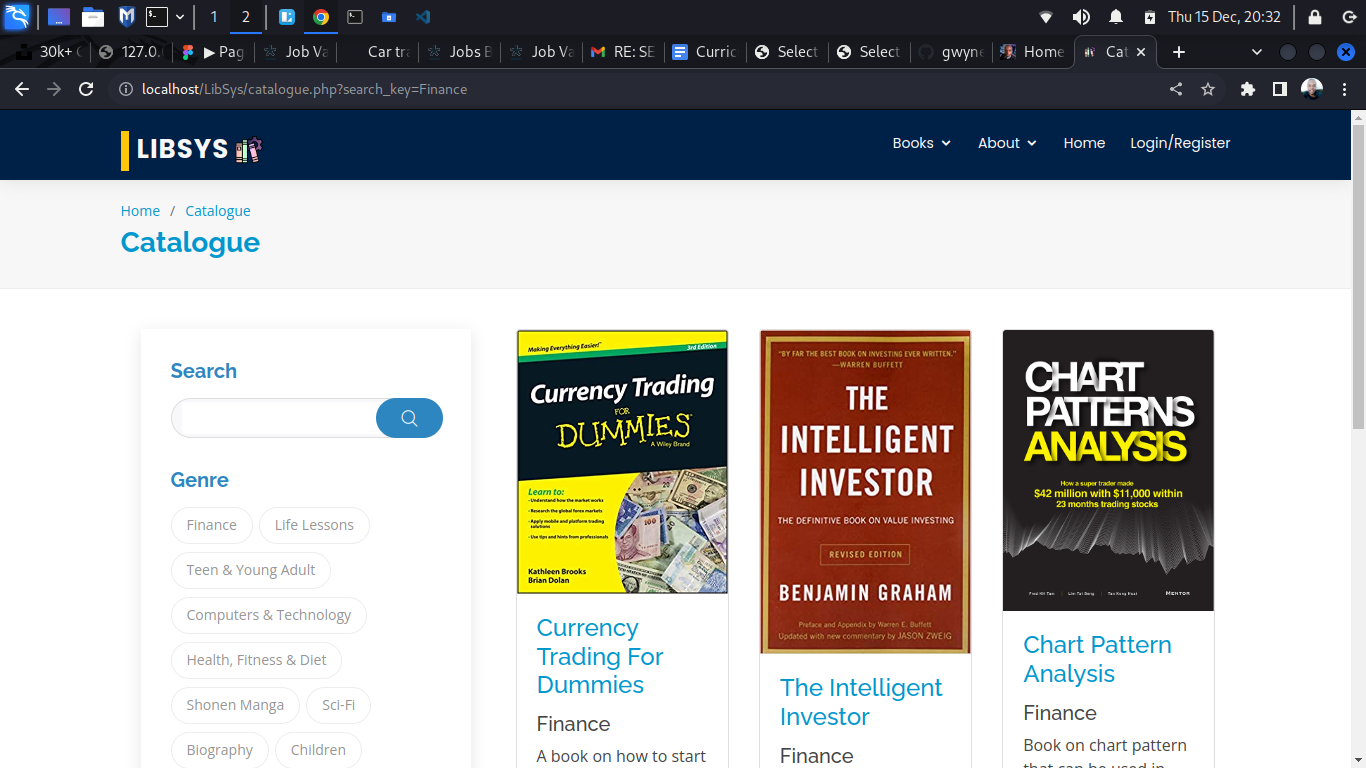 1 2 Thu 15 Dec, 20:32
30k+ 127.0. ▶ Pag Job Va Car tra Jobs B Job Va RE: SE Curric Select Select gwyne Home Cat
localhost/LibSys/catalogue.php?search_key=Finance
LIBSYS Books About Home Login/Register
Home / Catalogue
Catalogue
Search
Genre
Finance Life Lessons
Teen & Young Adult
Computers & Technology
Health, Fitness & Diet
Shonen Manga Sci-Fi
Biography Children
Making Everything Easier!™
3rd Edition
Currency Trading
FOR
DUMMIES
A Wiley Brand
Learn to:
• Understand how the market works
• Research the global forex markets
• Apply mobile and platform trading
solutions
• Use tips and hints from professionals
Kathleen Brooks
Brian Dolan
Currency
Trading For
Dummies
Finance
A book on how to start
"BY FAR THE BEST BOOK ON INVESTING EVER WRITTEN."
—WARREN BUFFETT
THE
INTELLIGENT
INVESTOR
THE DEFINITIVE BOOK ON VALUE INVESTING
REVISED EDITION
BENJAMIN GRAHAM
Preface and Appendix by Warren E. Buffett
Updated with new commentary by JASON ZWEIG
The Intelligent
Investor
Finance
CHART
PATTERNS
ANALYSIS
How a super trader made
$42 million with $11,000 within
23 months trading stocks
MENTOR
Chart Pattern
Analysis
Finance
Book on chart pattern
that can be used in